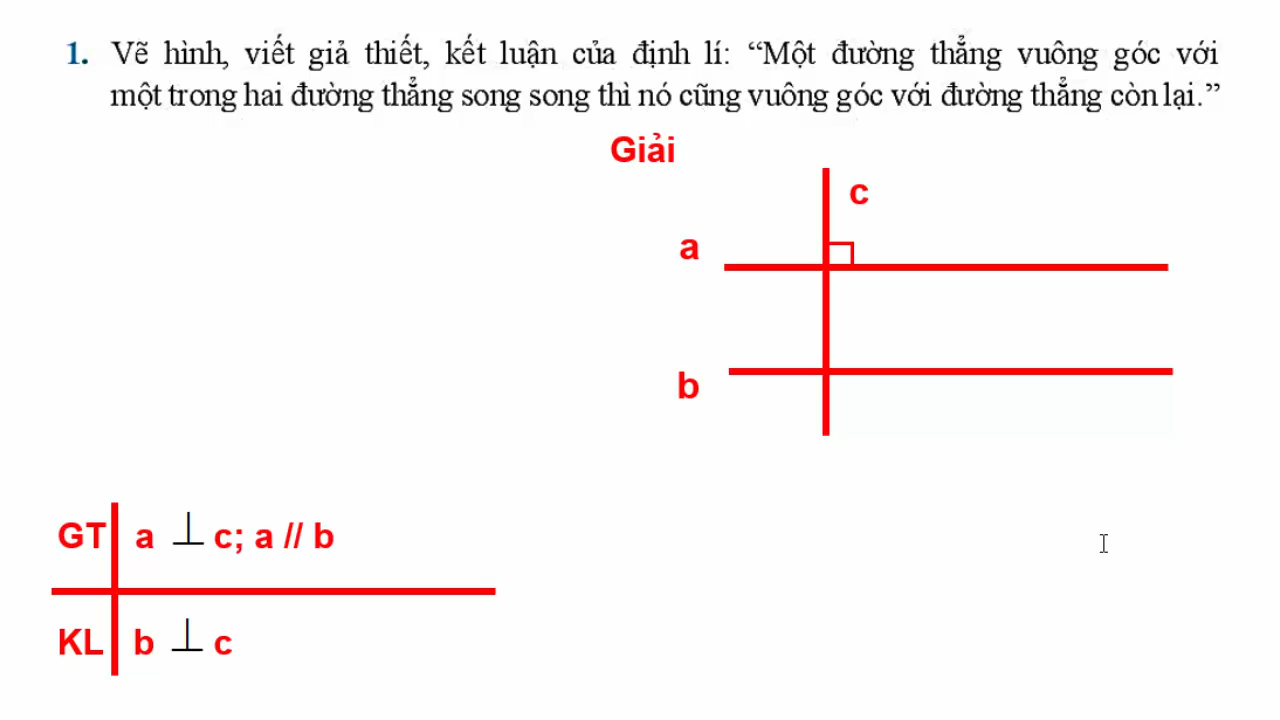 1. Vẽ hình, viết giả thiết, kết luận của định lí: “Một đường thẳng vuông góc với
một trong hai đường thẳng song song thì nó cũng vuông góc với đường thẳng còn lại.”
Giải
c
a
b
GT a ⊥ c; a // b
KL b ⊥ c